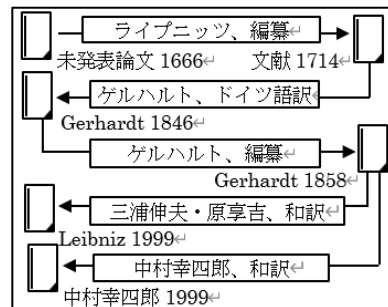 ライプニッツ、編纂↵
未発表論文 1666↵
文献 1714↵
ゲルハルト、ドイツ語訳↵
Gerhardt 1846↵
ゲルハルト、編纂↵
Gerhardt 1858↵
三浦伸夫・原享吉、和訳↵
Leibniz 1999↵
中村幸四郎、和訳↵
中村幸四郎 1999↵